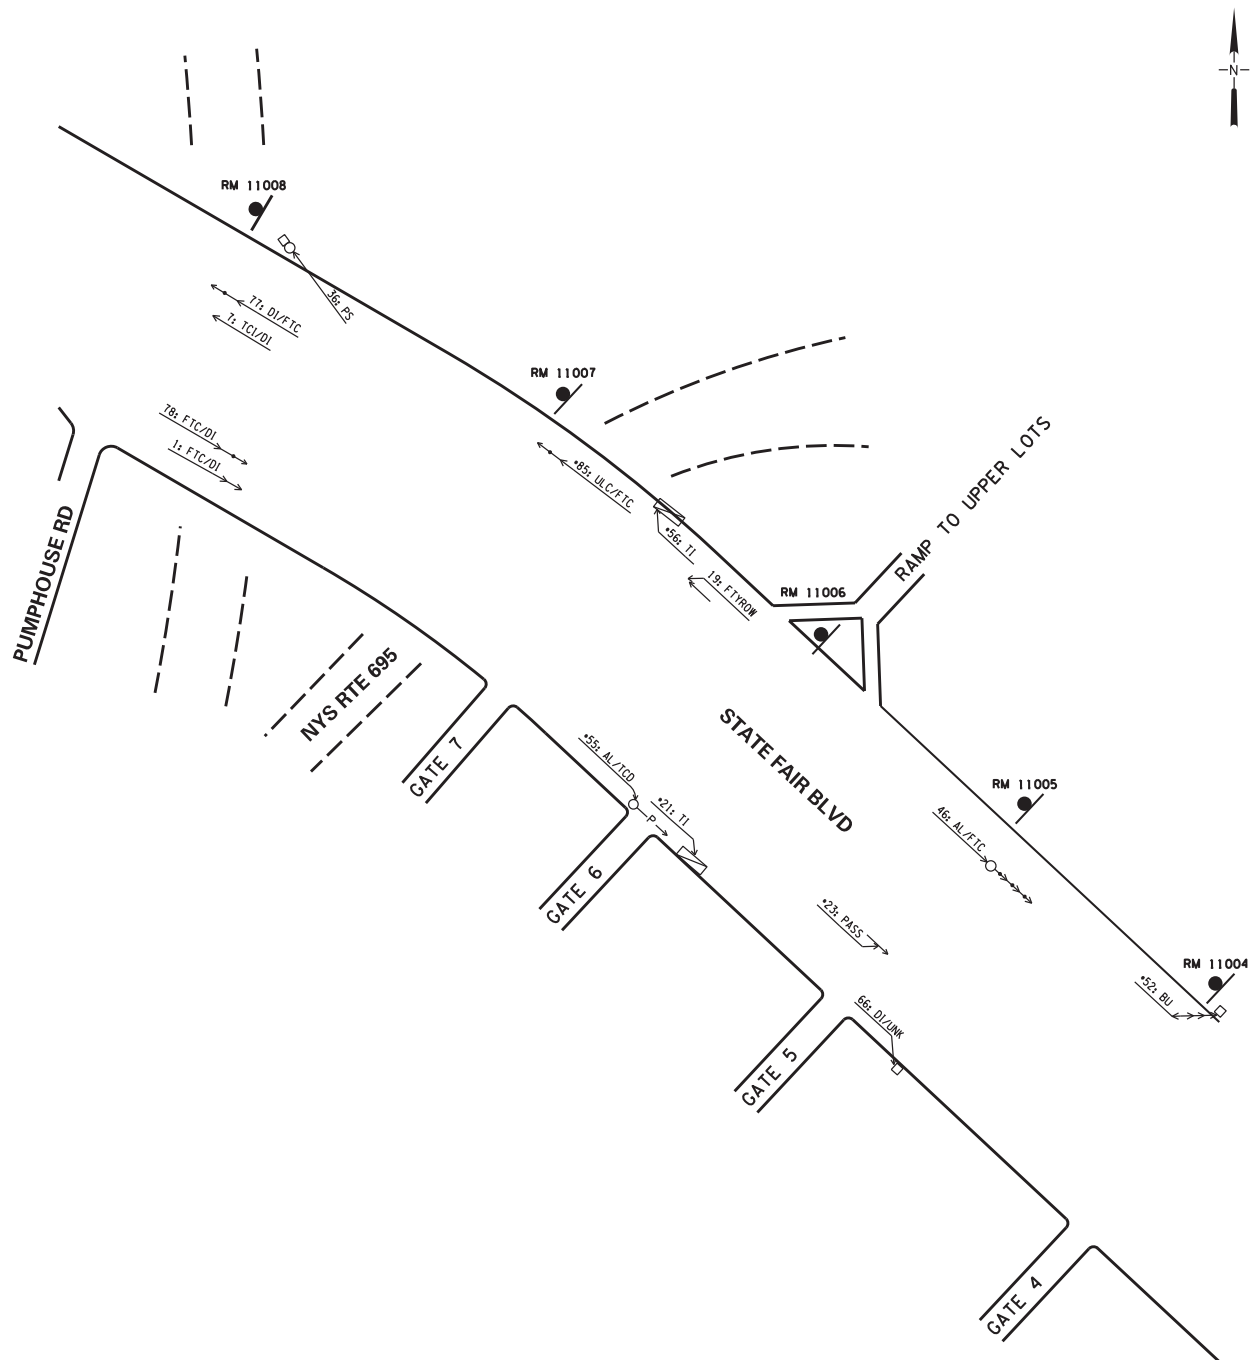 N
RM 11008
36: PS
77: DI/FTC
7: TCI/DI
RM 11007
78: FTC/DI
1: FTC/DI
*85: ULC/FTC
RAMP TO UPPER LOTS
PUMPHOUSE RD
*56: TI
19: FTYROW
RM 11006
NYS RTE 695
STATE FAIR BLVD
GATE 7
*55: AL/TCD
*21: TI
P
RM 11005
46: AL/FTC
GATE 6
*23: PASS
RM 11004
*52: BU
66: DI/UNK
GATE 5
GATE 4